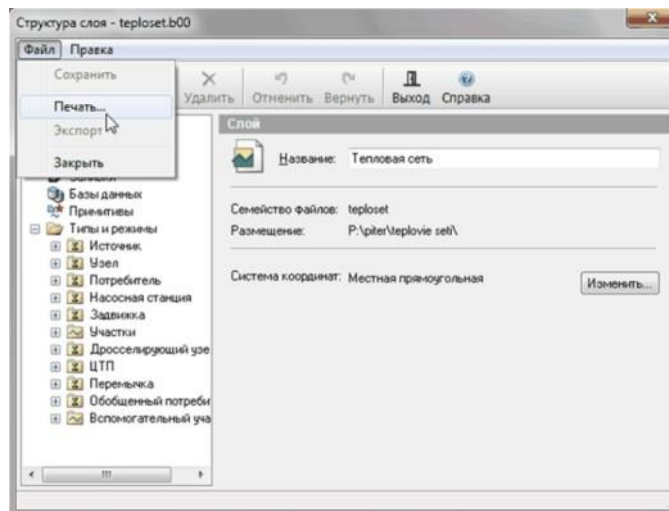 Структура слоя - teploset.b00
Файл Правка
Сохранить
Печать...
Экспорт
Закрыть
Удалить Отменить Вернуть Выход Справка
Слой
Название: Тепловая сеть
Семейство файлов: teploset
Размещение: P:\piter\teplovie seti\
Система координат: Местная прямоугольная
Изменить...
Базы данных
Примитивы
Типы и режимы
Источник
Узел
Потребитель
Насосная станция
Задвижка
Участки
Дросселирующий узе
ЦТП
Перемычка
Обобщенный потреби
Вспомогательный уча